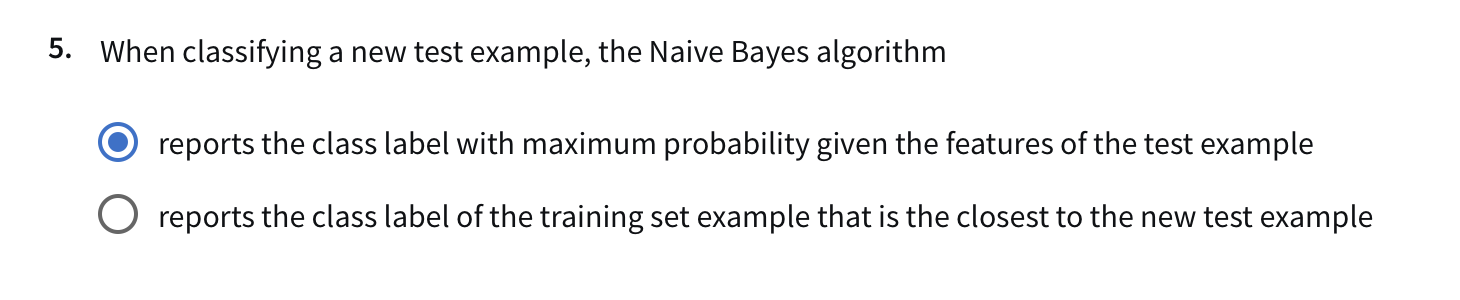 5. When classifying a new test example, the Naive Bayes algorithm
reports the class label with maximum probability given the features of the test example
reports the class label of the training set example that is the closest to the new test example